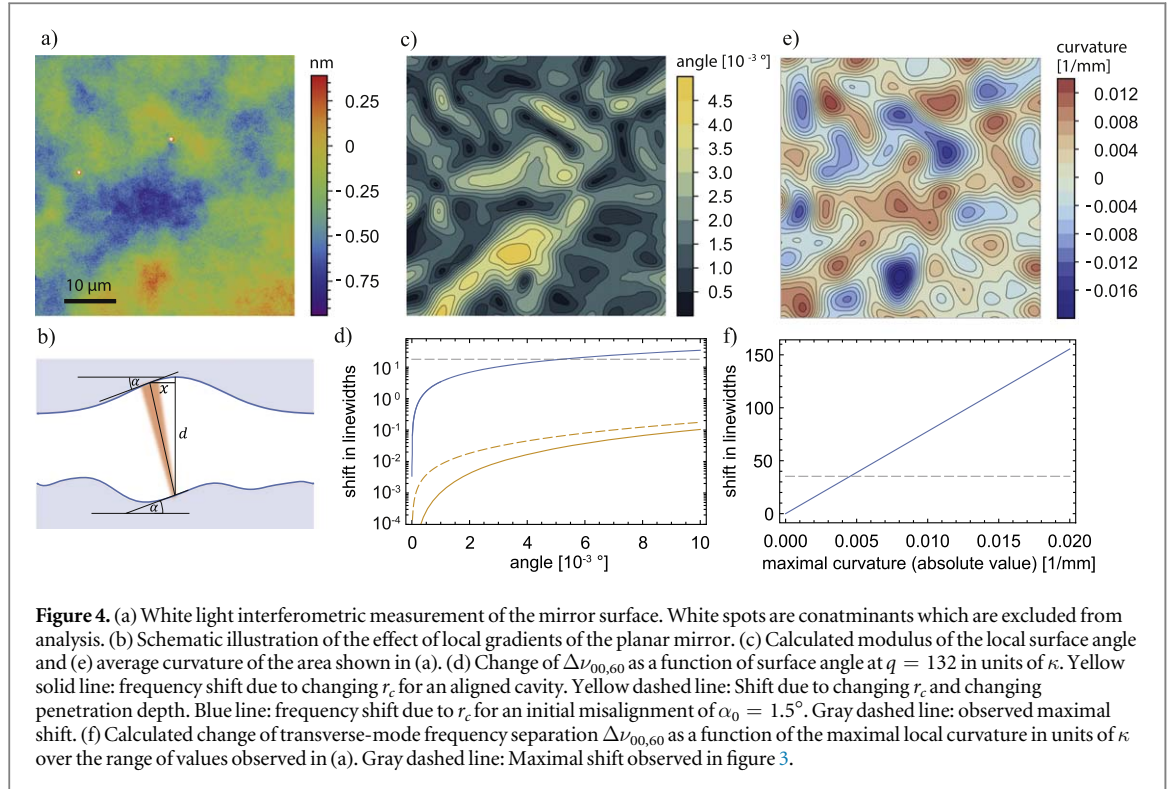 a)
nm
0.25
0
-0.25
-0.50
-0.75
10 µm
c)
angle [10⁻³ °]
4.5
4.0
3.5
3.0
2.5
2.0
1.5
1.0
0.5
e)
curvature
[1/mm]
0.012
0.008
0.004
0
-0.004
-0.008
-0.012
-0.016
b)
α
x
d
α
d)
shift in linewidths
10¹
10⁰
10⁻¹
10⁻²
10⁻³
10⁻⁴
0 2 4 6 8 10
angle [10⁻³ °]
f)
shift in linewidths
150
100
50
0
0.000 0.005 0.010 0.015 0.020
maximal curvature (absolute value) [1/mm]
Figure 4. (a) White light interferometric measurement of the mirror surface. White spots are conatminants which are excluded from
analysis. (b) Schematic illustration of the effect of local gradients of the planar mirror. (c) Calculated modulus of the local surface angle
and (e) average curvature of the area shown in (a). (d) Change of Δν₀₀,₆₀ as a function of surface angle at q = 132 in units of κ. Yellow
solid line: frequency shift due to changing r_c for an aligned cavity. Yellow dashed line: Shift due to changing r_c and changing
penetration depth. Blue line: frequency shift due to r_c for an initial misalignment of α₀ = 1.5°. Gray dashed line: observed maximal
shift. (f) Calculated change of transverse-mode frequency separation Δν₀₀,₆₀ as a function of the maximal local curvature in units of κ
over the range of values observed in (a). Gray dashed line: Maximal shift observed in figure 3.